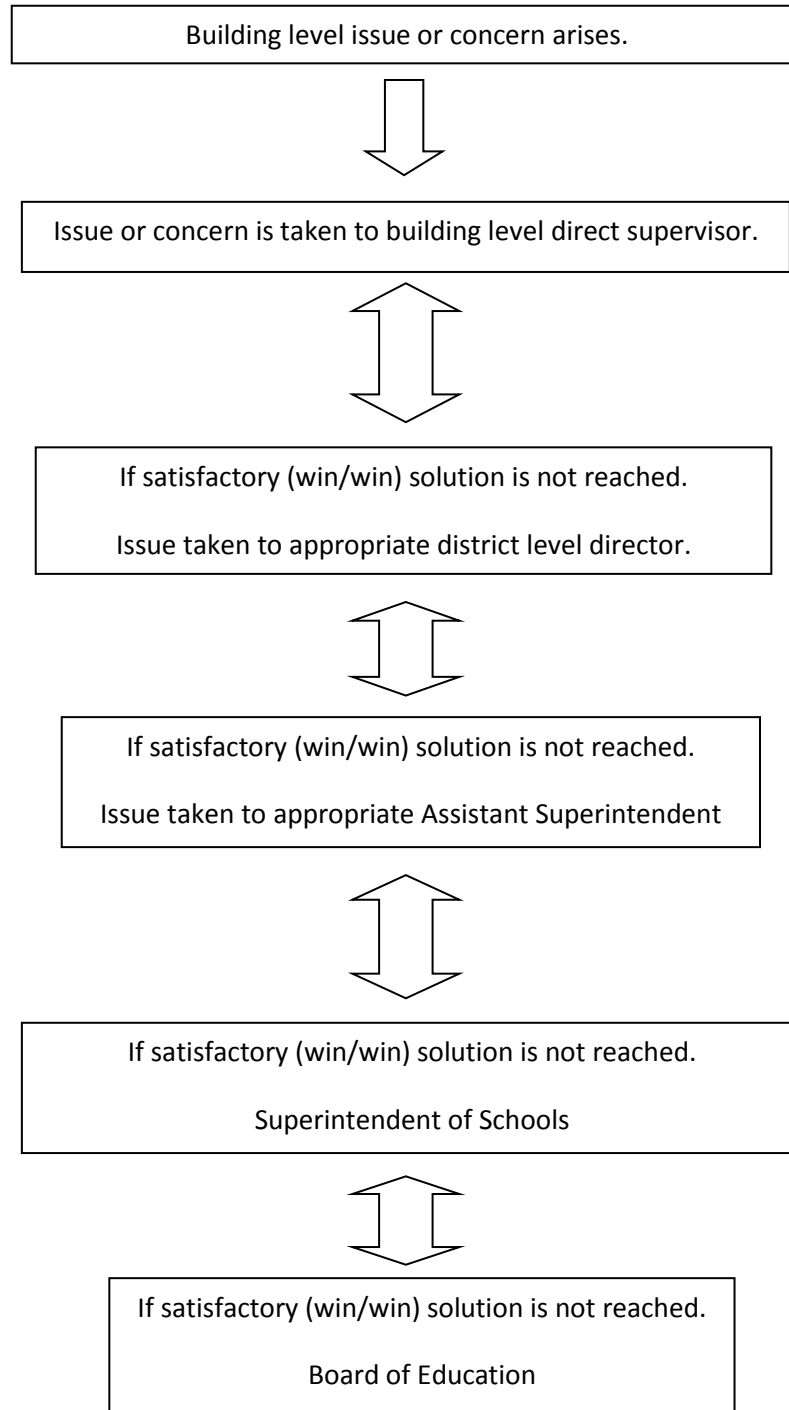 Building level issue or concern arises.
Issue or concern is taken to building level direct supervisor.
If satisfactory (win/win) solution is not reached.
Issue taken to appropriate district level director.
If satisfactory (win/win) solution is not reached.
Issue taken to appropriate Assistant Superintendent
If satisfactory (win/win) solution is not reached.
Superintendent of Schools
If satisfactory (win/win) solution is not reached.
Board of Education